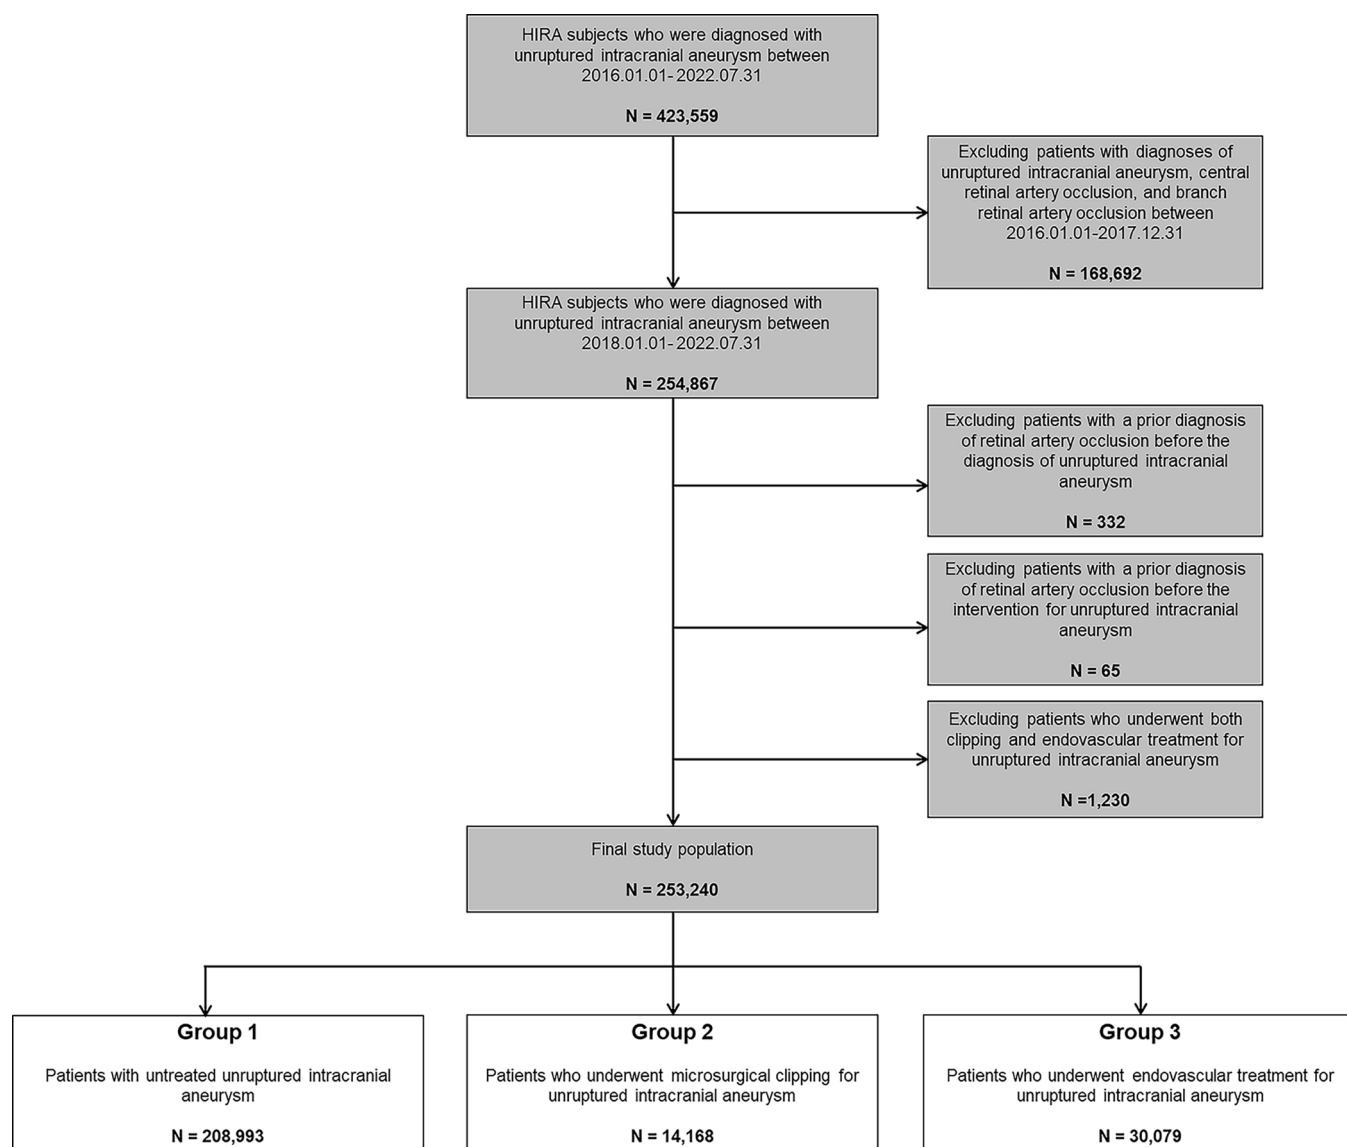 HIRA subjects who were diagnosed with
unruptured intracranial aneurysm between
2016.01.01- 2022.07.31
N = 423,559
Excluding patients with diagnoses of
unruptured intracranial aneurysm, central
retinal artery occlusion, and branch
retinal artery occlusion between
2016.01.01-2017.12.31
N = 168,692
HIRA subjects who were diagnosed with
unruptured intracranial aneurysm between
2018.01.01- 2022.07.31
N = 254,867
Excluding patients with a prior diagnosis
of retinal artery occlusion before the
diagnosis of unruptured intracranial
aneurysm
N = 332
Excluding patients with a prior diagnosis
of retinal artery occlusion before the
intervention for unruptured intracranial
aneurysm
N = 65
Excluding patients who underwent both
clipping and endovascular treatment for
unruptured intracranial aneurysm
N =1,230
Final study population
N = 253,240
Group 1
Patients with untreated unruptured intracranial
aneurysm
N = 208,993
Group 2
Patients who underwent microsurgical clipping for
unruptured intracranial aneurysm
N = 14,168
Group 3
Patients who underwent endovascular treatment for
unruptured intracranial aneurysm
N = 30,079